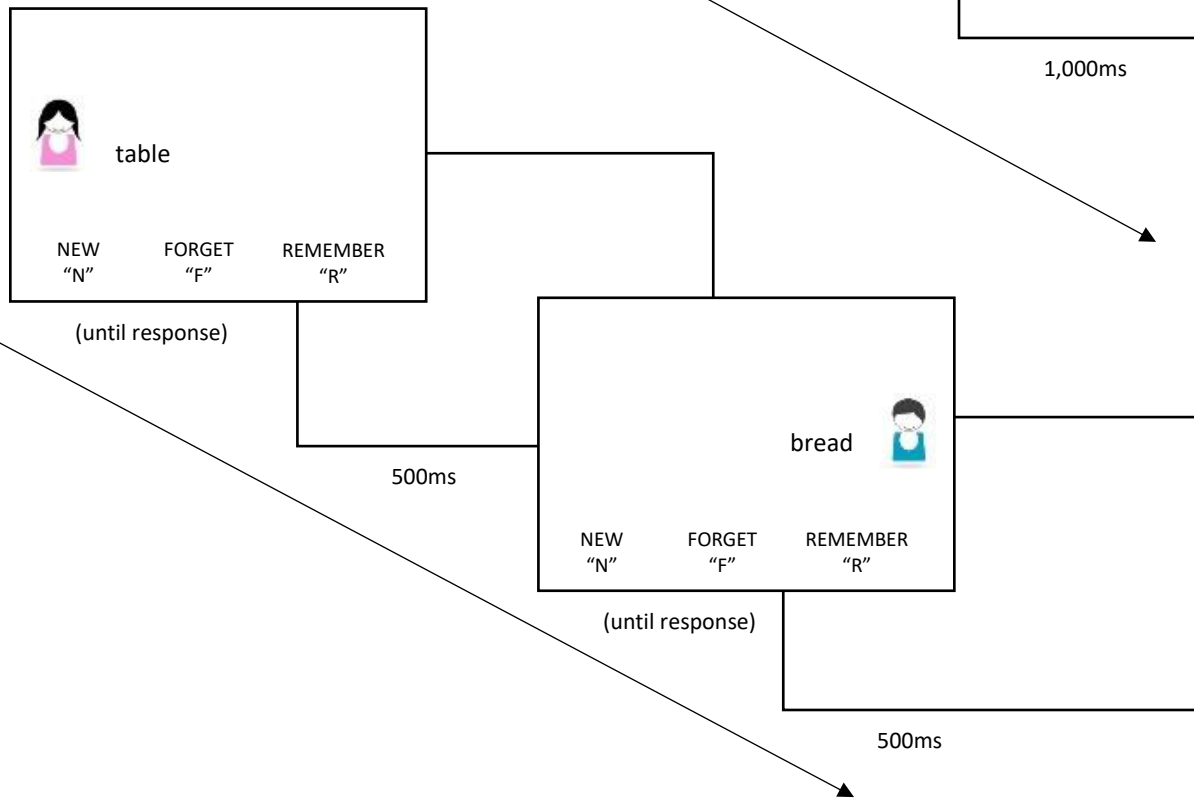 1,000ms
table
NEW FORGET REMEMBER
“N” “F” “R”
(until response)
500ms
bread
NEW FORGET REMEMBER
“N” “F” “R”
(until response)
500ms